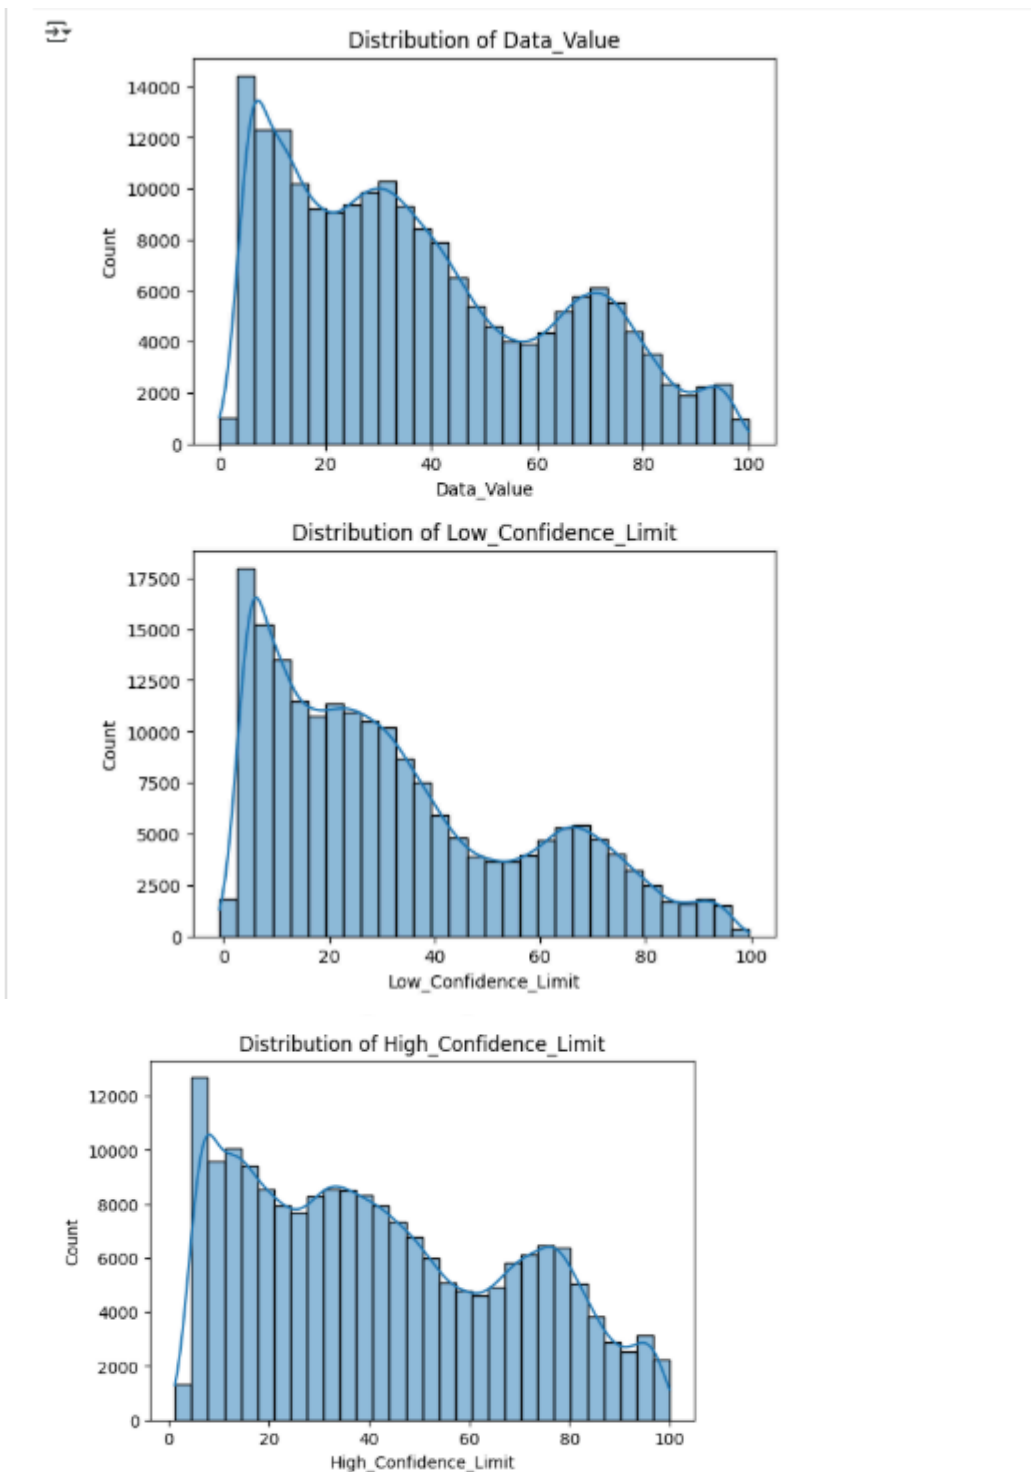 Distribution of Data_Value
14000
12000
10000
8000
6000
4000
2000
0
Count
0 20 40 60 80 100
Data_Value
Distribution of Low_Confidence_Limit
17500
15000
12500
10000
7500
5000
2500
0
Count
0 20 40 60 80 100
Low_Confidence_Limit
Distribution of High_Confidence_Limit
12000
10000
8000
6000
4000
2000
0
Count
0 20 40 60 80 100
High_Confidence_Limit